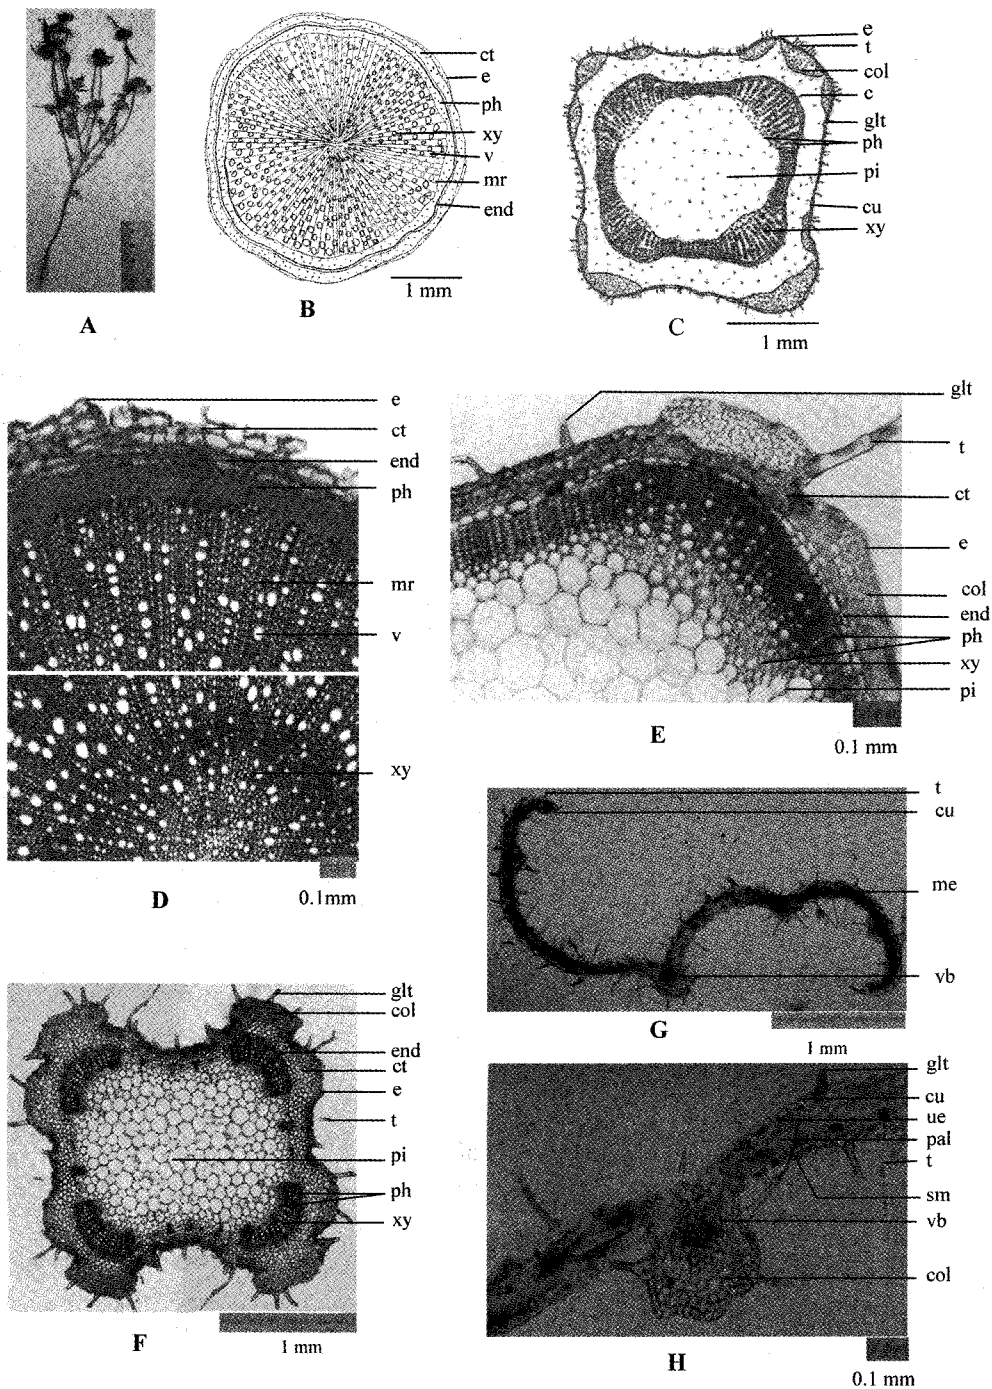 A
ct
e
ph
xy
v
mr
end
1 mm
B
e
t
col
c
glt
ph
pi
cu
xy
1 mm
C
e
ct
end
ph
mr
v
xy
0.1mm
D
glt
t
ct
e
col
end
ph
xy
pi
E
0.1 mm
t
cu
me
vb
G
1 mm
glt
col
end
ct
e
t
pi
ph
xy
F
1 mm
glt
cu
ue
pal
t
sm
vb
col
H
0.1 mm